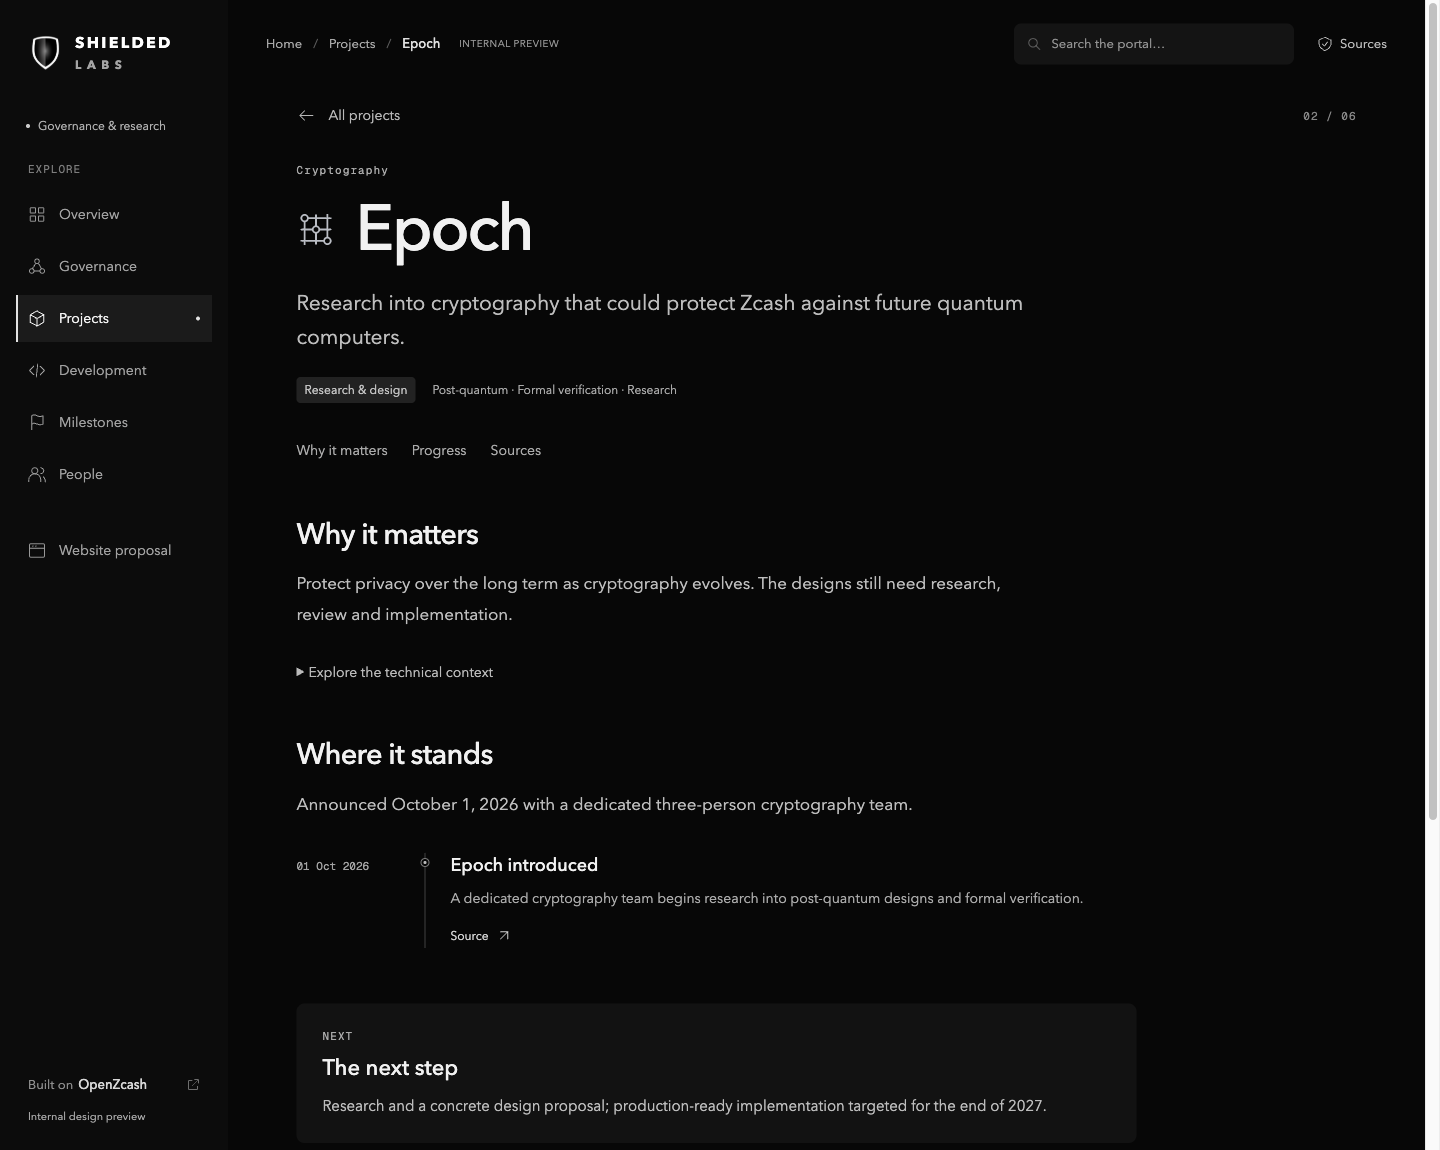 SHIELDED
LABS
Governance & research
EXPLORE
Overview
Governance
Projects
Development
Milestones
People
Website proposal
Built on OpenZcash
Internal design preview
Home / Projects / Epoch INTERNAL PREVIEW
Search the portal...
Sources
All projects
02 / 06
Cryptography
Epoch
Research into cryptography that could protect Zcash against future quantum
computers.
Research & design
Post-quantum · Formal verification · Research
Why it matters
Progress
Sources
Why it matters
Protect privacy over the long term as cryptography evolves. The designs still need research,
review and implementation.
Explore the technical context
Where it stands
Announced October 1, 2026 with a dedicated three-person cryptography team.
01 Oct 2026
Epoch introduced
A dedicated cryptography team begins research into post-quantum designs and formal verification.
Source
NEXT
The next step
Research and a concrete design proposal; production-ready implementation targeted for the end of 2027.